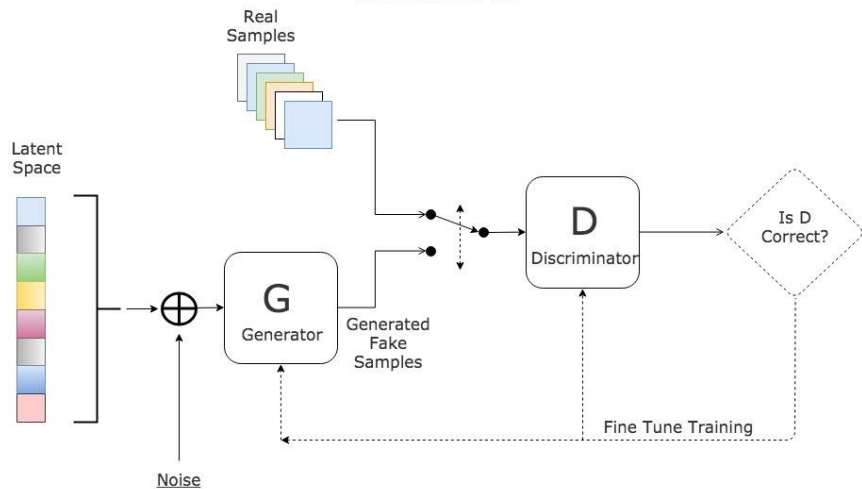 Real
Samples
Latent
Space
Is D
Correct?
D
Discriminator
G
Generator
Generated
Fake
Samples
Fine Tune Training
Noise